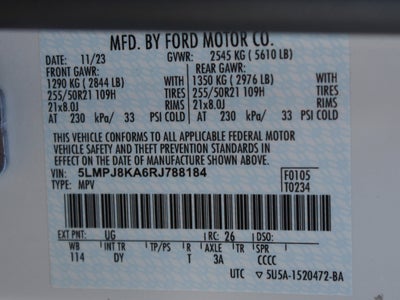 MFD. BY FORD MOTOR CO.
DATE: 11/23 GVWR: 2545 KG ( 5610 LB)
FRONT GAWR: REAR GAWR:
1290 KG ( 2844 LB) WITH 1350 KG ( 2976 LB) WITH
255/50R21 109H TIRES 255/50R21 109H TIRES
21x8.0J RIMS 21x8.0J RIMS
AT 230 kPa/ 33 PSI COLD AT 230 kPa/ 33 PSI COLD
THIS VEHICLE CONFORMS TO ALL APPLICABLE FEDERAL MOTOR
VEHICLE SAFETY AND THEFT PREVENTION STANDARDS IN
EFFECT ON THE DATE OF MANUFACTURE SHOWN ABOVE.
VIN: 5LMPJ8KA6RJ788184 F0105
TYPE: MPV T0234
EXT PNT: UG RC: 26 DSO:
WB INT TR TP/PS R AXLE TR SPR
114 DY T 3A CCCC
UTC 5U5A-1520472-BA